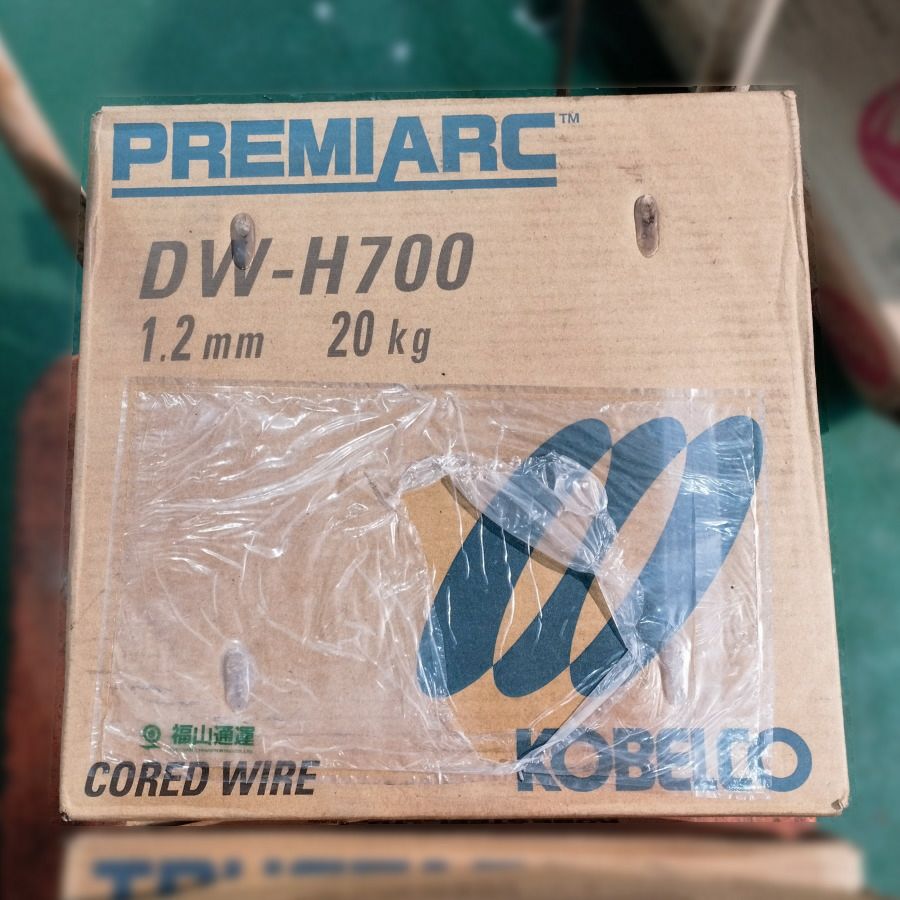 PREMIARC™
DW-H700
1.2 mm 20 kg
福山通運
CORED WIRE
KOBELCO